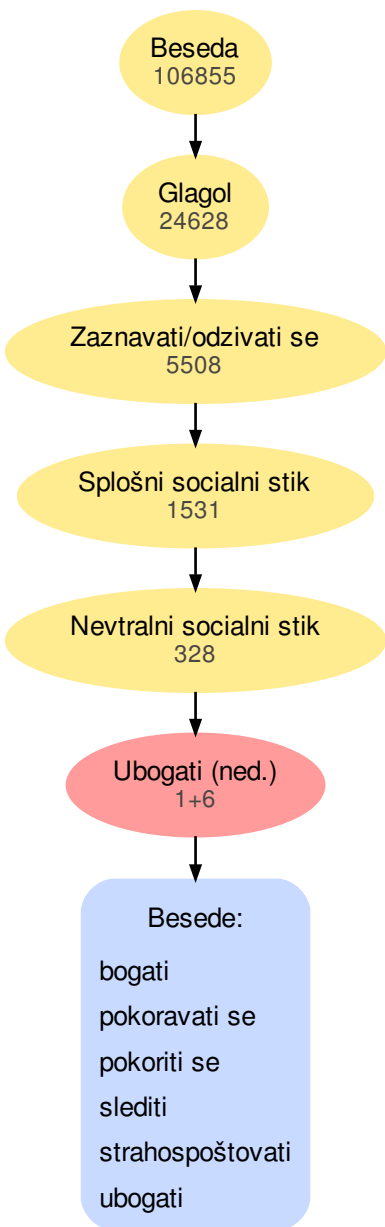 Beseda
106855
Glagol
24628
Zaznavati/odzivati se
5508
Splošni socialni stik
1531
Nevtralni socialni stik
328
Ubogati (ned.)
1+6
Besede:
bogati
pokoravati se
pokoriti se
slediti
strahospoštovati
ubogati